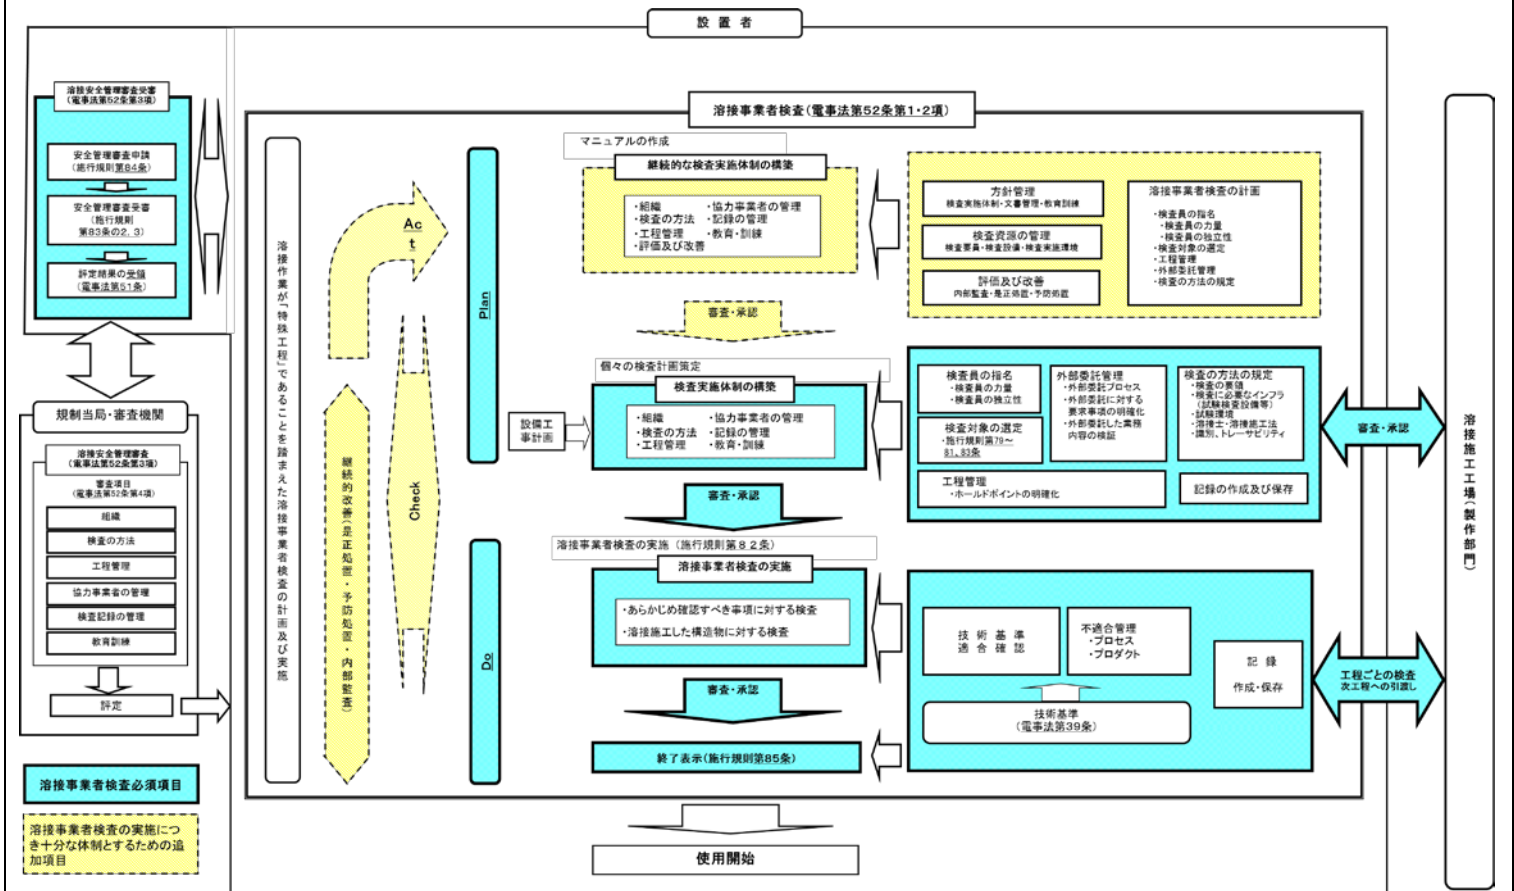 設置者
溶接安全管理審査受審
(電事法第52条第3項)
安全管理審査申請
(施行規則第84条)
安全管理審査受審
(施行規則
第83条の2，3)
評定結果の受領
(電事法第51条)
規制当局・審査機関
溶接安全管理審査
(電事法第52条第3項)
審査項目
(電事法第52条第4項)
組織
検査の方法
工程管理
協力事業者の管理
検査記録の管理
教育訓練
評定
溶接事業者検査必須項目
溶接事業者検査の実施につ
き十分な体制とするための追
加項目
溶接事業者検査(電事法第52条第1・2項)
溶接作業が「特殊工程」であることを踏まえた溶接事業者検査の計画及び実施
Ac
t
継続的改善(是正処置・予防処置・内部監査)
Check
Plan
Do
マニュアルの作成
継続的な検査実施体制の構築
・組織
・協力事業者の管理
・検査の方法
・記録の管理
・工程管理
・教育・訓練
・評価及び改善
方針管理
検査実施体制・文書管理・教育訓練
検査資源の管理
検査要員・検査設備・検査実施環境
評価及び改善
内部監査・是正処置・予防処置
溶接事業者検査の計画
・検査員の指名
・検査員の力量
・検査員の独立性
・検査対象の選定
・工程管理
・外部委託管理
・検査の方法の規定
審査・承認
個々の検査計画策定
検査実施体制の構築
設備工
事計画
・組織
・協力事業者の管理
・検査の方法
・記録の管理
・工程管理
・教育・訓練
検査員の指名
・検査員の力量
・検査員の独立性
検査対象の選定
・施行規則第79～
81、83条
外部委託管理
・外部委託プロセス
・外部委託に対する
要求事項の明確化
・外部委託した業務
内容の検証
検査の方法の規定
・検査の要領
・検査に必要なインフラ
(試験検査設備等)
・試験環境
・溶接士・溶接施工法
・識別、トレーサビリティ
工程管理
・ホールドポイントの明確化
記録の作成及び保存
審査・承認
審査・承認
溶接事業者検査の実施（施行規則第８２条）
溶接事業者検査の実施
・あらかじめ確認すべき事項に対する検査
・溶接施工した構造物に対する検査
技術基準
適合確認
不適合管理
・プロセス
・プロダクト
記録
作成・保存
技術基準
(電事法第39条)
工程ごとの検査
次工程への引渡し
審査・承認
終了表示(施行規則第85条)
使用開始
溶接施工工場(製作部門)